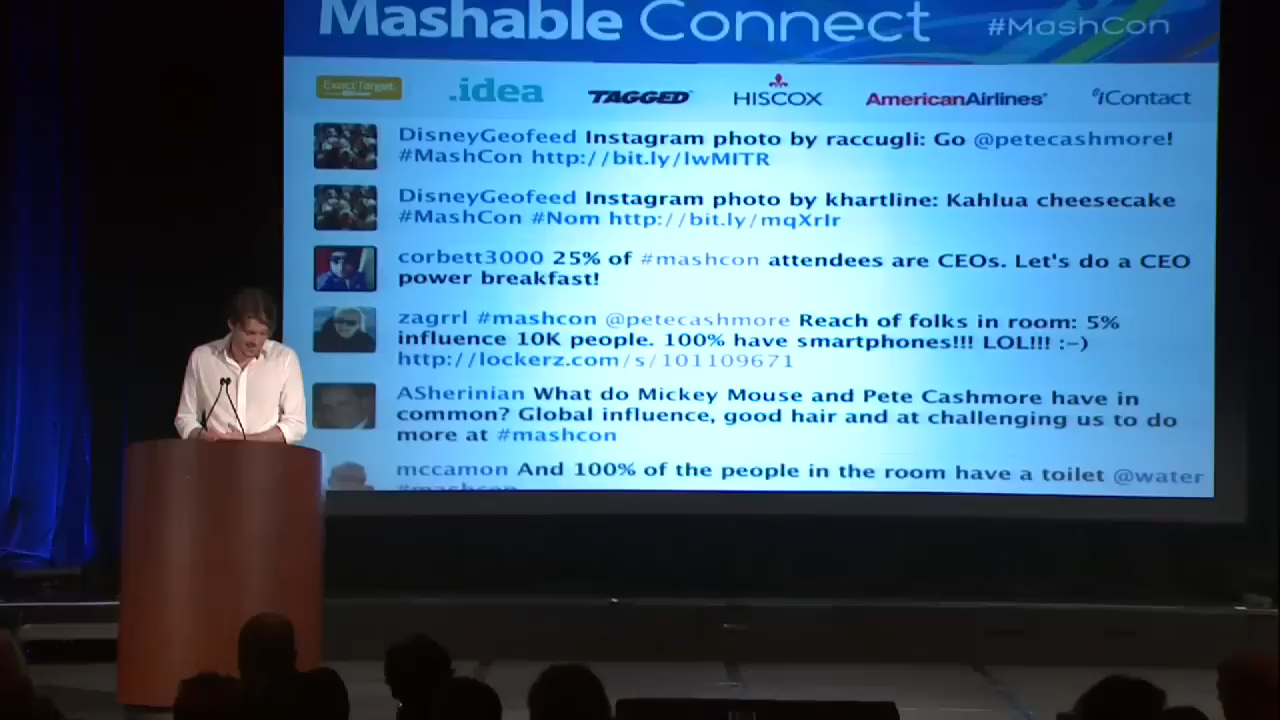 Mashable Connect #MashCon
ExactTarget. .idea TAGGED HISCOX AmericanAirlines iContact
DisneyGeofeed Instagram photo by raccugli: Go @petecashmore!
#MashCon http://bit.ly/lwMITR
DisneyGeofeed Instagram photo by khartline: Kahlua cheesecake
#MashCon #Nom http://bit.ly/mqXrIr
corbett3000 25% of #mashcon attendees are CEOs. Let's do a CEO
power breakfast!
zagrrl #mashcon @petecashmore Reach of folks in room: 5%
influence 10K people. 100% have smartphones!!! LOL!!! :-)
http://lockerz.com/s/101109671
ASherinian What do Mickey Mouse and Pete Cashmore have in
common? Global influence, good hair and at challenging us to do
more at #mashcon
mccamon And 100% of the people in the room have a toilet @water
#mashcon